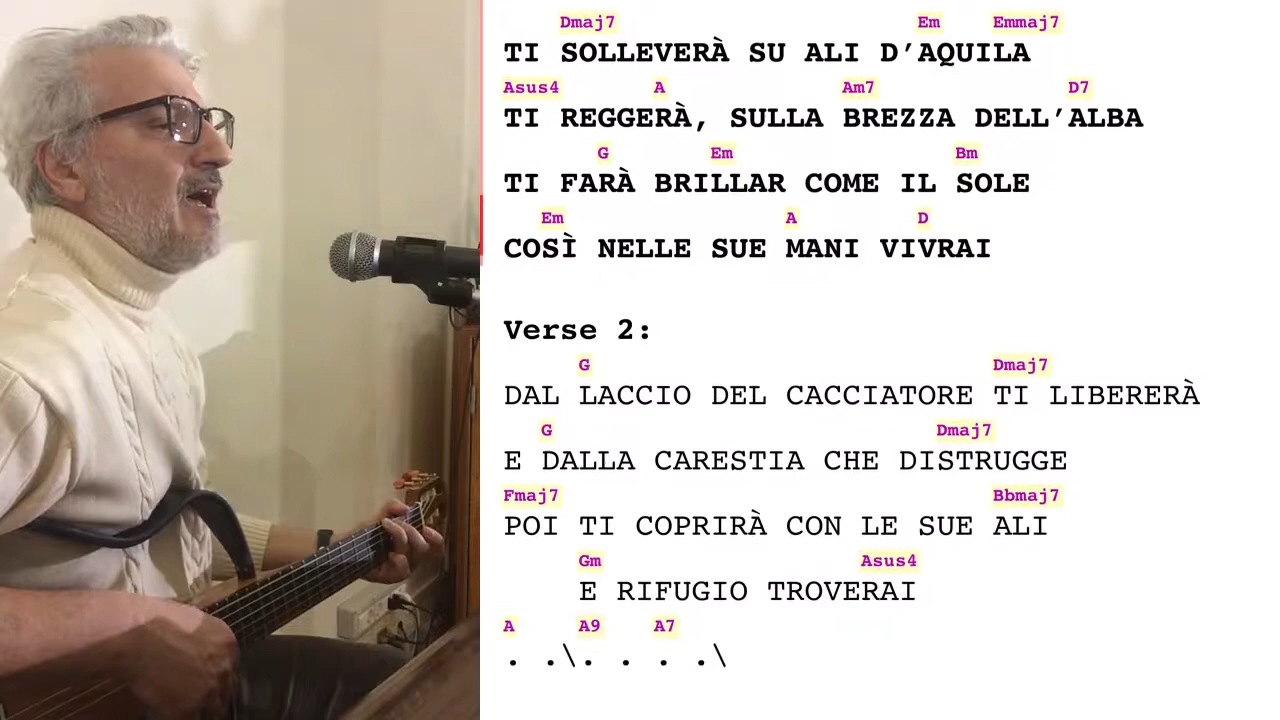 Dmaj7 Em Emmaj7
TI SOLLEVERÀ SU ALI D’AQUILA
Asus4 A Am7 D7
TI REGGERÀ, SULLA BREZZA DELL’ALBA
G Em Bm
TI FARÀ BRILLAR COME IL SOLE
Em A D
COSÌ NELLE SUE MANI VIVRAI
Verse 2:
G Dmaj7
DAL LACCIO DEL CACCIATORE TI LIBERERÀ
G Dmaj7
E DALLA CARESTIA CHE DISTRUGGE
Fmaj7 Bbmaj7
POI TI COPRIRÀ CON LE SUE ALI
Gm Asus4
E RIFUGIO TROVERAI
A A9 A7
. .\. . . .\